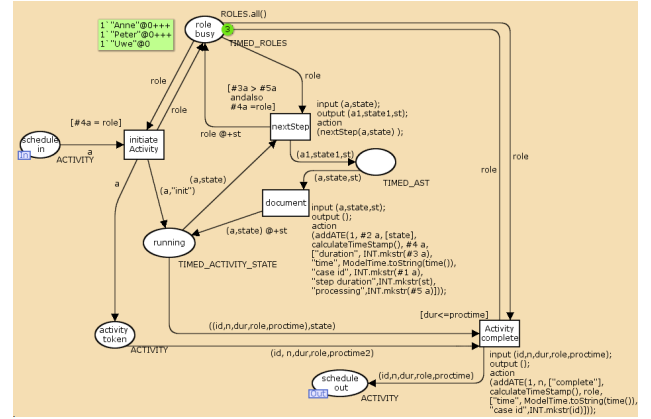 ROLES.all()
1`"Anne"@0+++
1`"Peter"@0+++
1`"Uwe"@0
role
busy
3
TIMED_ROLES
role
role
role
[#3a > #5a
andalso
#4a =role]
role @+st
input (a,state);
output (a1,state1,st);
action
(nextStep(a,state) );
[#4a = role]
schedule
in
In
a
ACTIVITY
initiate
Activity
nextStep
(a1,state1,st)
role
role
a
(a,"init")
(a,state)
(a,state,st)
TIMED_AST
document
input (a,state,st);
output ();
action
(addATE(1, #2 a, [state],
calculateTimeStamp(), #4 a,
["duration", INT.mkstr(#3 a),
"time", ModelTime.toString(time()),
"case id", INT.mkstr(#1 a),
"step duration",INT.mkstr(st),
"processing",INT.mkstr(#5 a)]));
(a,state) @+st
running
TIMED_ACTIVITY_STATE
[dur<=proctime]
((id,n,dur,role,proctime),state)
Activity
complete
activity
token
ACTIVITY
(id, n,dur,role,proctime2)
input (id,n,dur,role,proctime);
output ();
action
(addATE(1, n, ["complete"],
calculateTimeStamp(), role,
["time", ModelTime.toString(time()),
"case id",INT.mkstr(id)]));
schedule
out
Out
(id,n,dur,role,proctime)
ACTIVITY